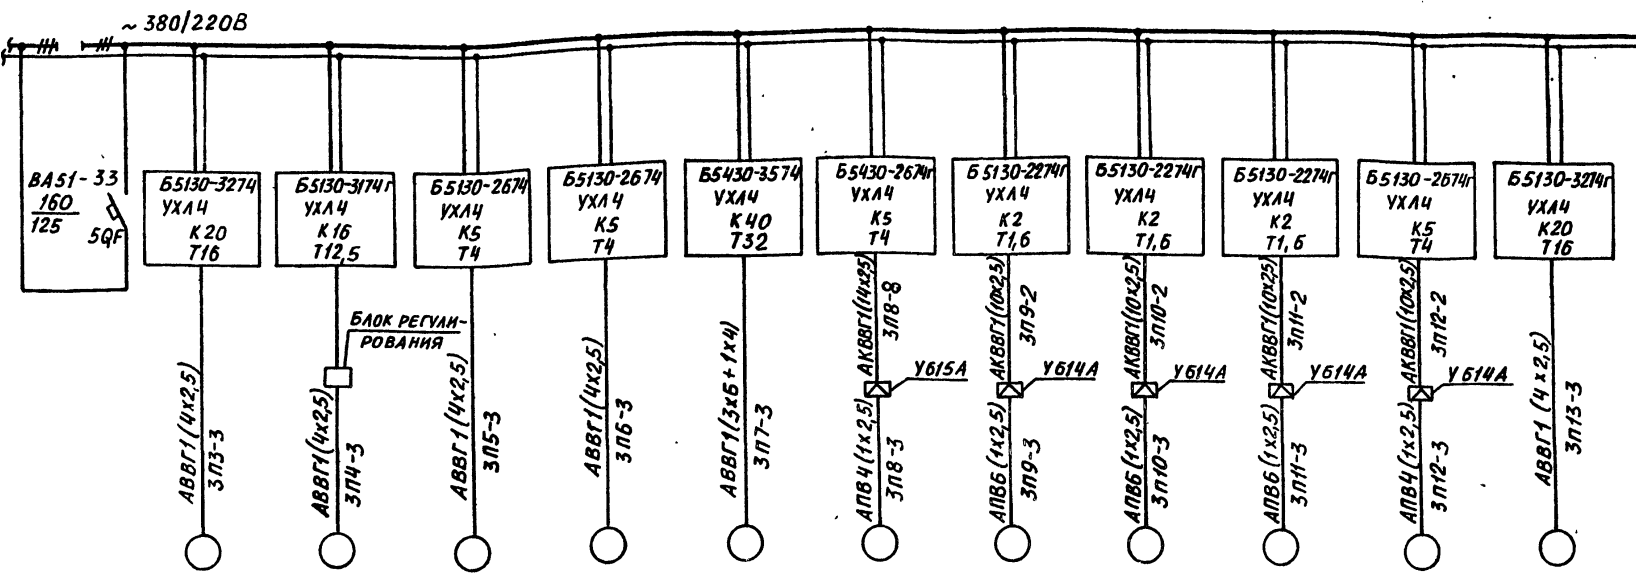 ~ 380/220В
ВА51-33
160
125
5QF
Б5130-3274
УХЛ4
К20
Т16
Б5130-3174г
УХЛ4
К16
Т12,5
Б5130-2674
УХЛ4
К5
Т4
Б5130-2674
УХЛ4
К5
Т4
Б5430-3574
УХЛ4
К40
Т32
Б5430-2674г
УХЛ4
К5
Т4
Б5130-2274г
УХЛ4
К2
Т1,6
Б5130-2274г
УХЛ4
К2
Т1,6
Б5130-2274г
УХЛ4
К2
Т1,6
Б5130-2674г
УХЛ4
К5
Т4
Б5130-3274г
УХЛ4
К20
Т16
АВВГ1(4х2,5)
3П3-3
БЛОК РЕГУЛИ-
РОВАНИЯ
АВВГ1(4х2,5)
3П4-3
АВВГ1(4х2,5)
3П5-3
АВВГ1(4х2,5)
3П6-3
АВВГ1(3х6+1х4)
3П7-3
АКВВГ1(14х2,5)
3П8-8
У615А
АПВ4(1х2,5)
3П8-3
АКВВГ1(10х2,5)
3П9-2
У614А
АПВ6(1х2,5)
3П9-3
АКВВГ1(10х2,5)
3П10-2
У614А
АПВ6(1х2,5)
3П10-3
АКВВГ1(10х2,5)
3П11-2
У614А
АПВ6(1х2,5)
3П11-3
АКВВГ1(10х2,5)
3П12-2
У614А
АПВ4(1х2,5)
3П12-3
АВВГ1(4х2,5)
3П13-3